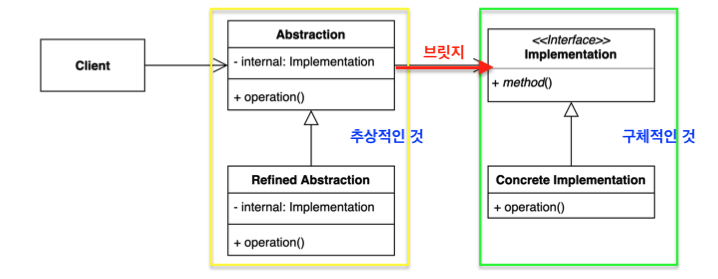 Client
Abstraction
- internal: Implementation
+ operation()
추상적인 것
Refined Abstraction
- internal: Implementation
+ operation()
브릿지
<<Interface>>
Implementation
+ method()
구체적인 것
Concrete Implementation
+ operation()